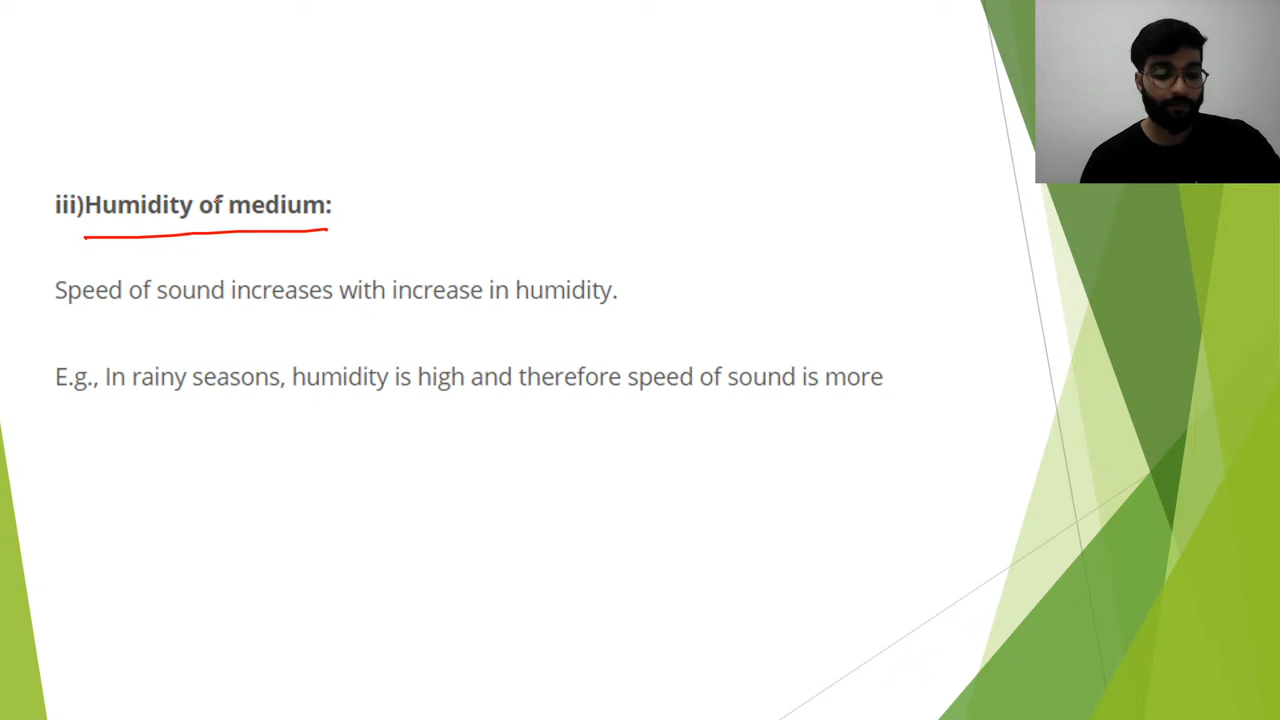 iii)Humidity of medium:
Speed of sound increases with increase in humidity.
E.g., In rainy seasons, humidity is high and therefore speed of sound is more